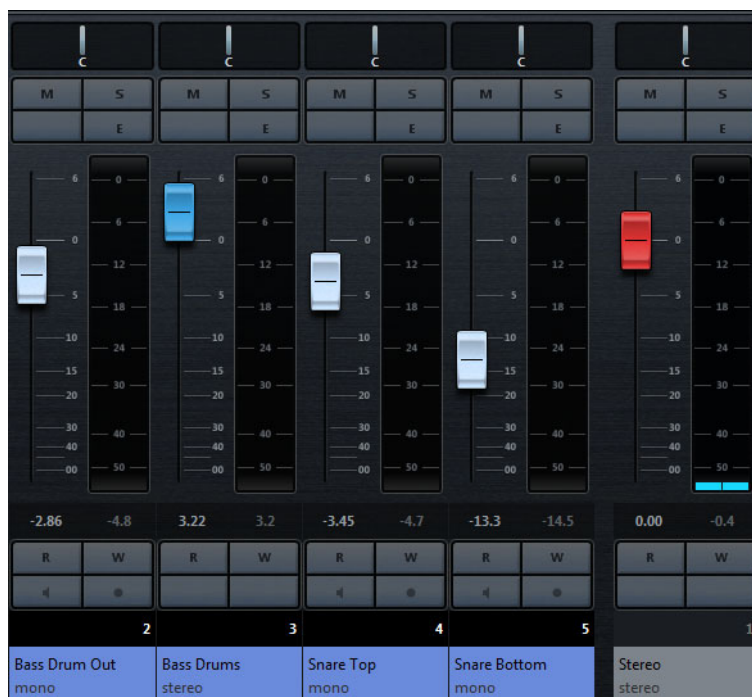 C C C C C
M S M S M S M S M S
E E E E E
6 0 6 0 6 0 6 0 6 0
6 6 6 6 6
0 0 0 0 0
12 12 12 12 12
5 5 5 5 5
18 18 18 18 18
10 10 10 10 10
24 24 24 24 24
15 15 15 15 15
30 30 30 30 30
20 20 20 20 20
30 30 30 30 30
40 40 40 40 40
40 40 40 40 40
00 50 00 50 00 50 00 50 00 50
-2.86 -4.8 3.22 3.2 -3.45 -4.7 -13.3 -14.5 0.00 -0.4
R W R W R W R W R W
2 3 4 5 1
Bass Drum Out Bass Drums Snare Top Snare Bottom Stereo
mono stereo mono mono stereo